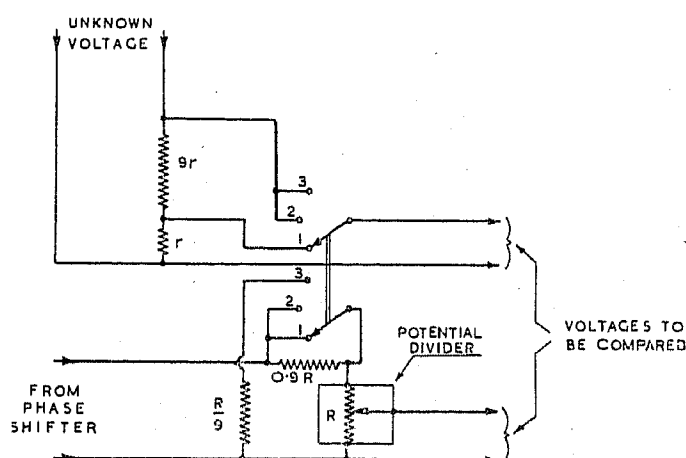 UNKNOWN
VOLTAGE
9r
3
2
1
r
3
2
1
POTENTIAL
DIVIDER
VOLTAGES TO
BE COMPARED
0·9R
FROM
PHASE
SHIFTER
R
9
R